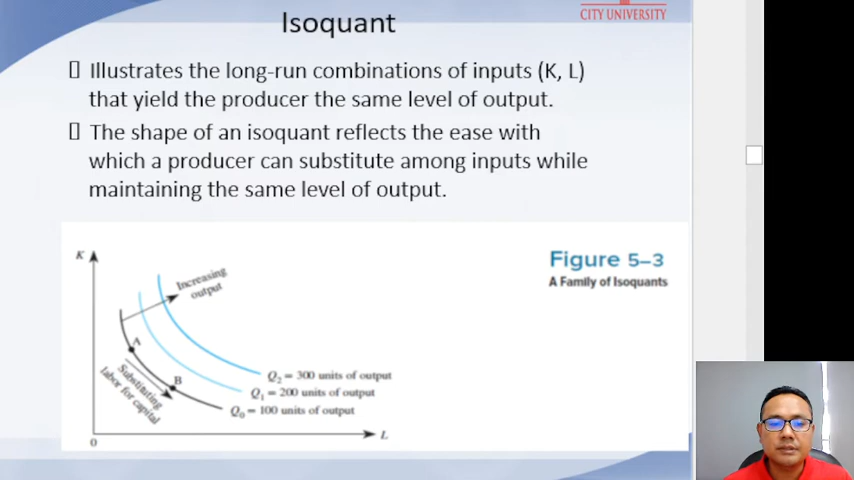 Isoquant
CITY UNIVERSITY
Illustrates the long-run combinations of inputs (K, L)
that yield the producer the same level of output.
The shape of an isoquant reflects the ease with
which a producer can substitute among inputs while
maintaining the same level of output.
Figure 5–3
A Family of Isoquants
K
Increasing
output
A
B
Substituting
labor for capital
Q₂ = 300 units of output
Q₁ = 200 units of output
Q₀ = 100 units of output
0
L